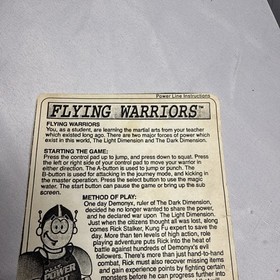 Power Line Instructions
FLYING WARRIORS™
FLYING WARRIORS
You, as a student, are learning the martial arts from your teacher
which existed long ago. There are two major forces of power which
exist in this world, The Light Dimension and The Dark Dimension.
STARTING THE GAME:
Press the control pad up to jump, and press down to squat. Press
the left or right side of your control pad to move your warrior in
either direction. The A-button is used to jump or to punch. The
B-button is used for attacking in the journey mode, and kicking in
the master operation. Press the select button to use the magic
water. The start button can pause the game or bring up the sub
screen.
METHOD OF PLAY:
One day Demonyx, ruler of The Dark Dimension,
decided he no longer wanted to share the power,
and he declared war upon The Light Dimension.
Just when the citizens thought all was lost, along
comes Rick Stalker, Kung Fu expert to save the
day. More than ten levels of high action, role
playing adventure puts Rick into the heat of
battle against hundreds of Demonyx's evil
followers. There's more than just hand-to-hand
combat, Rick must also recover missing items
and gain experience points by fighting certain
monsters before he can progress further into
POWER